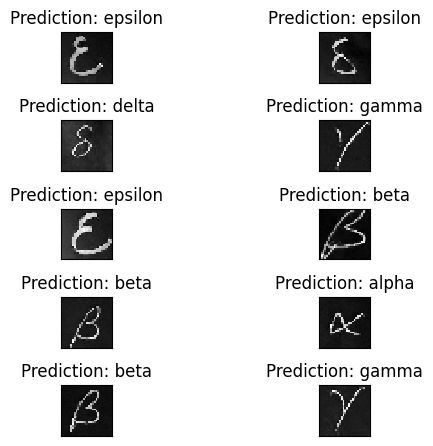 Prediction: epsilon Prediction: epsilon
ε δ
Prediction: delta Prediction: gamma
δ γ
Prediction: epsilon Prediction: beta
ε β
Prediction: beta Prediction: alpha
β α
Prediction: beta Prediction: gamma
β γ